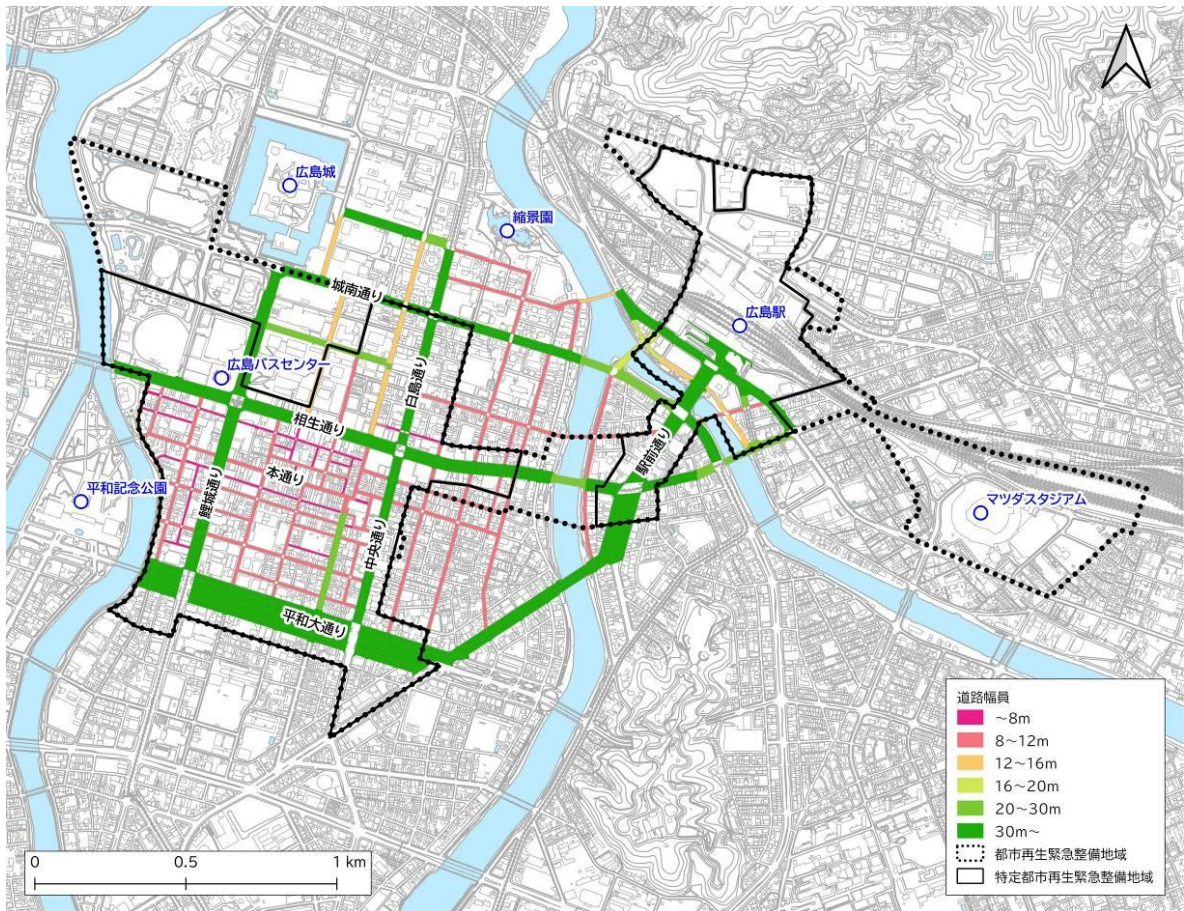 広島城
縮景園
城南通り
広島駅
白島通り
広島バスセンター
相生通り
駅前通り
本通り
平和記念公園
鯉城通り
マツダスタジアム
中央通り
平和大通り
道路幅員
～8m
8～12m
12～16m
16～20m
20～30m
30m～
都市再生緊急整備地域
特定都市再生緊急整備地域
0 0.5 1 km